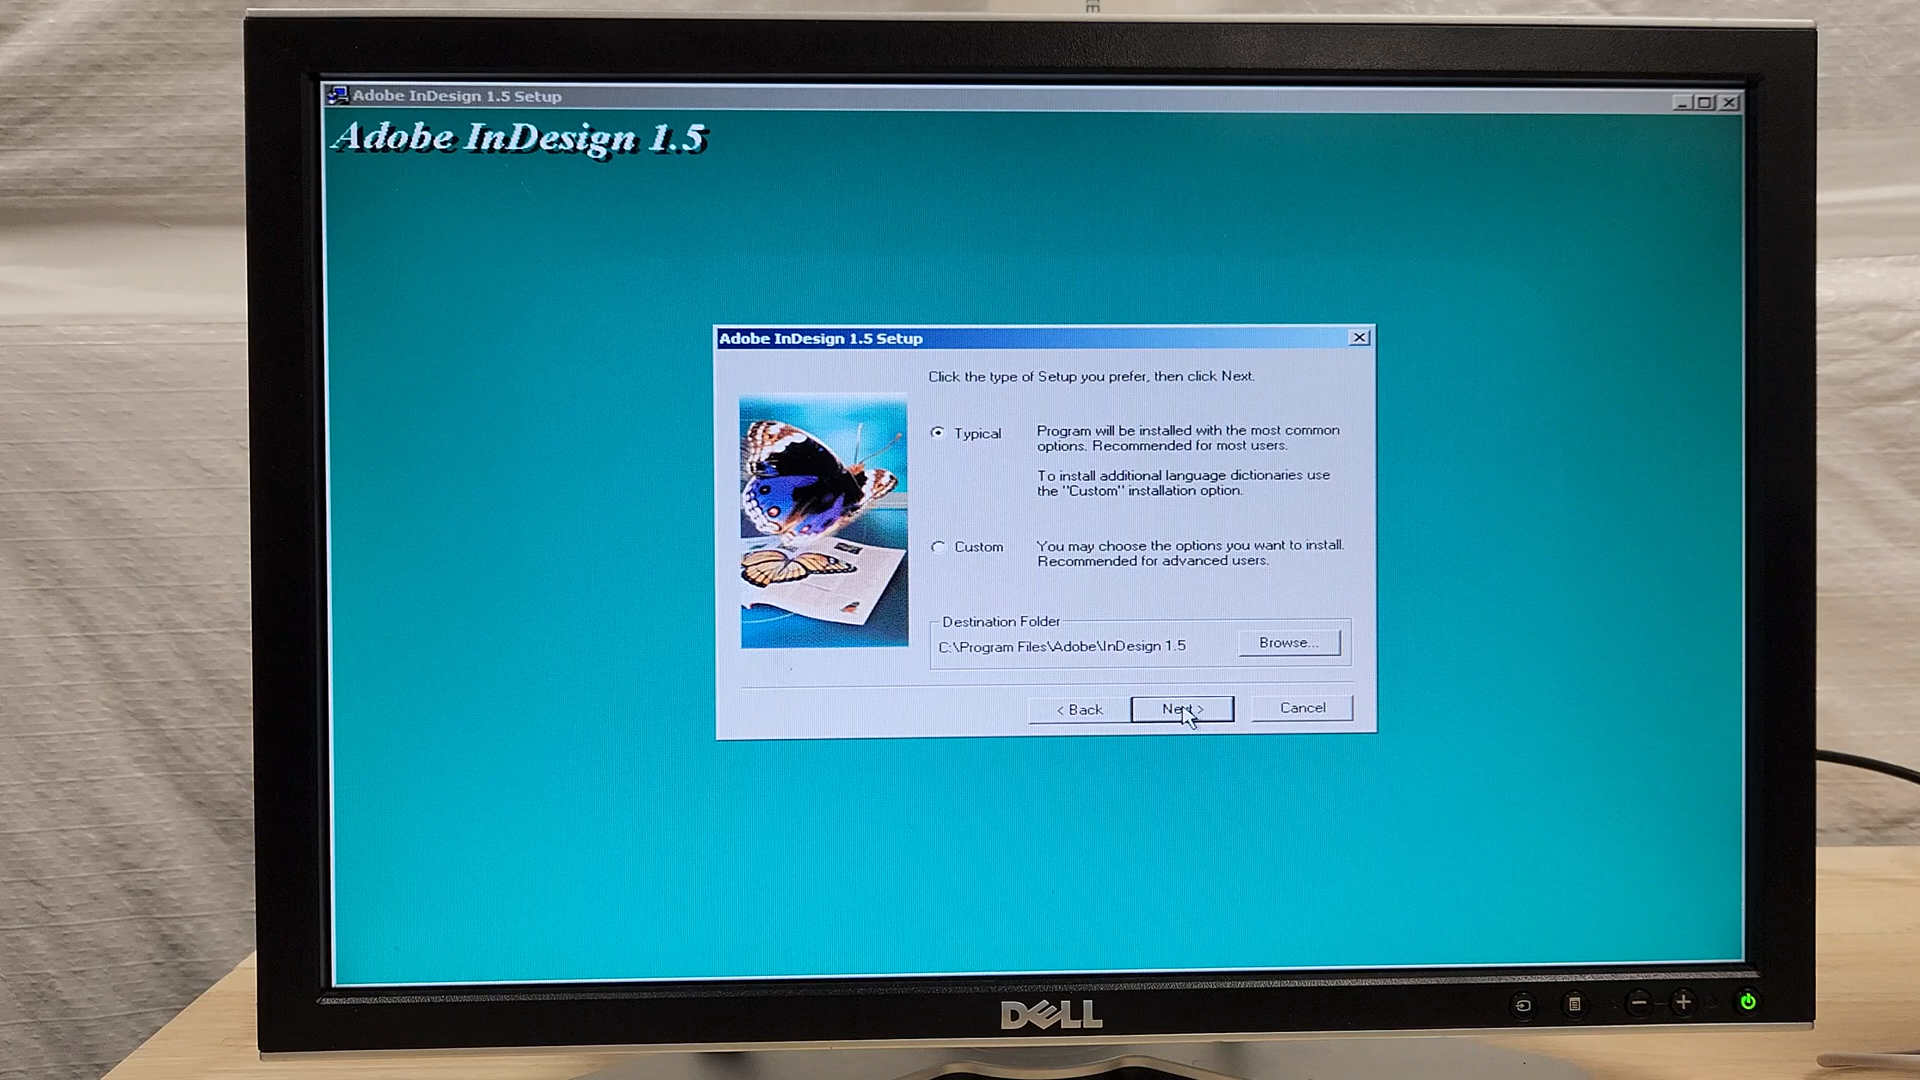 Adobe InDesign 1.5 Setup
Adobe InDesign 1.5
Adobe InDesign 1.5 Setup
Click the type of Setup you prefer, then click Next.
Typical
Program will be installed with the most common
options. Recommended for most users.
To install additional language dictionaries use
the "Custom" installation option.
Custom
You may choose the options you want to install.
Recommended for advanced users.
Destination Folder
C:\Program Files\Adobe\InDesign 1.5
Browse...
< Back
Next >
Cancel
DELL